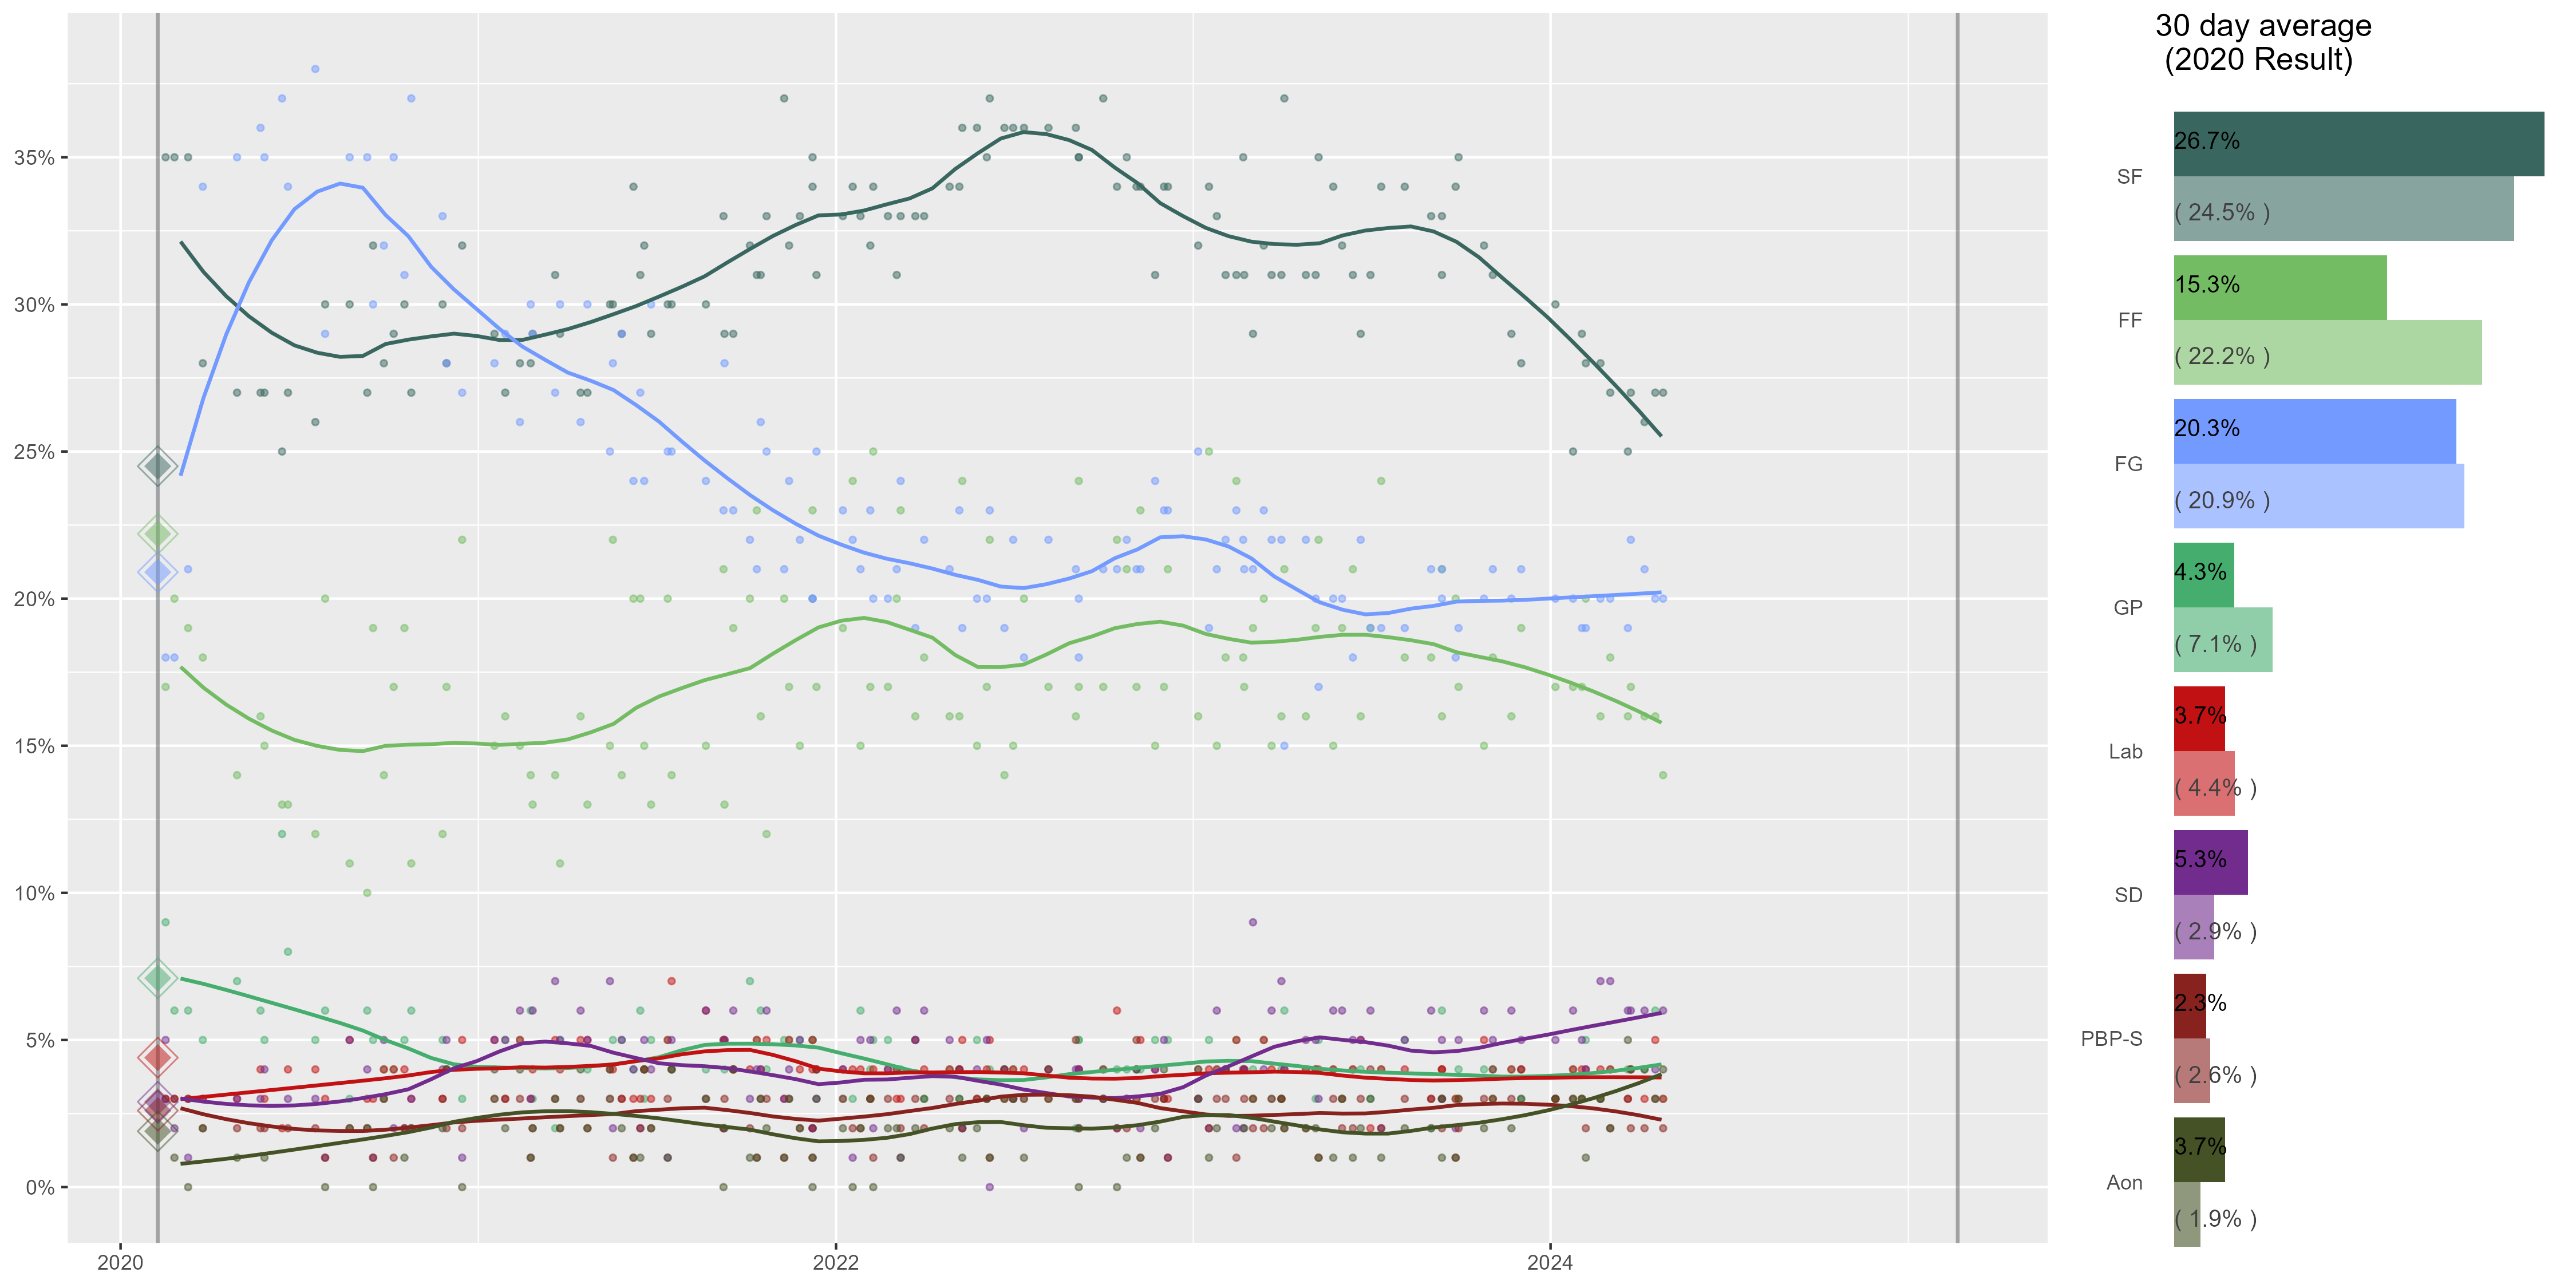 30 day average
(2020 Result)
35%
30%
25%
20%
15%
10%
5%
0%
2020
2022
2024
SF
26.7%
( 24.5% )
FF
15.3%
( 22.2% )
FG
20.3%
( 20.9% )
GP
4.3%
( 7.1% )
Lab
3.7%
( 4.4% )
SD
5.3%
( 2.9% )
PBP-S
2.3%
( 2.6% )
Aon
3.7%
( 1.9% )